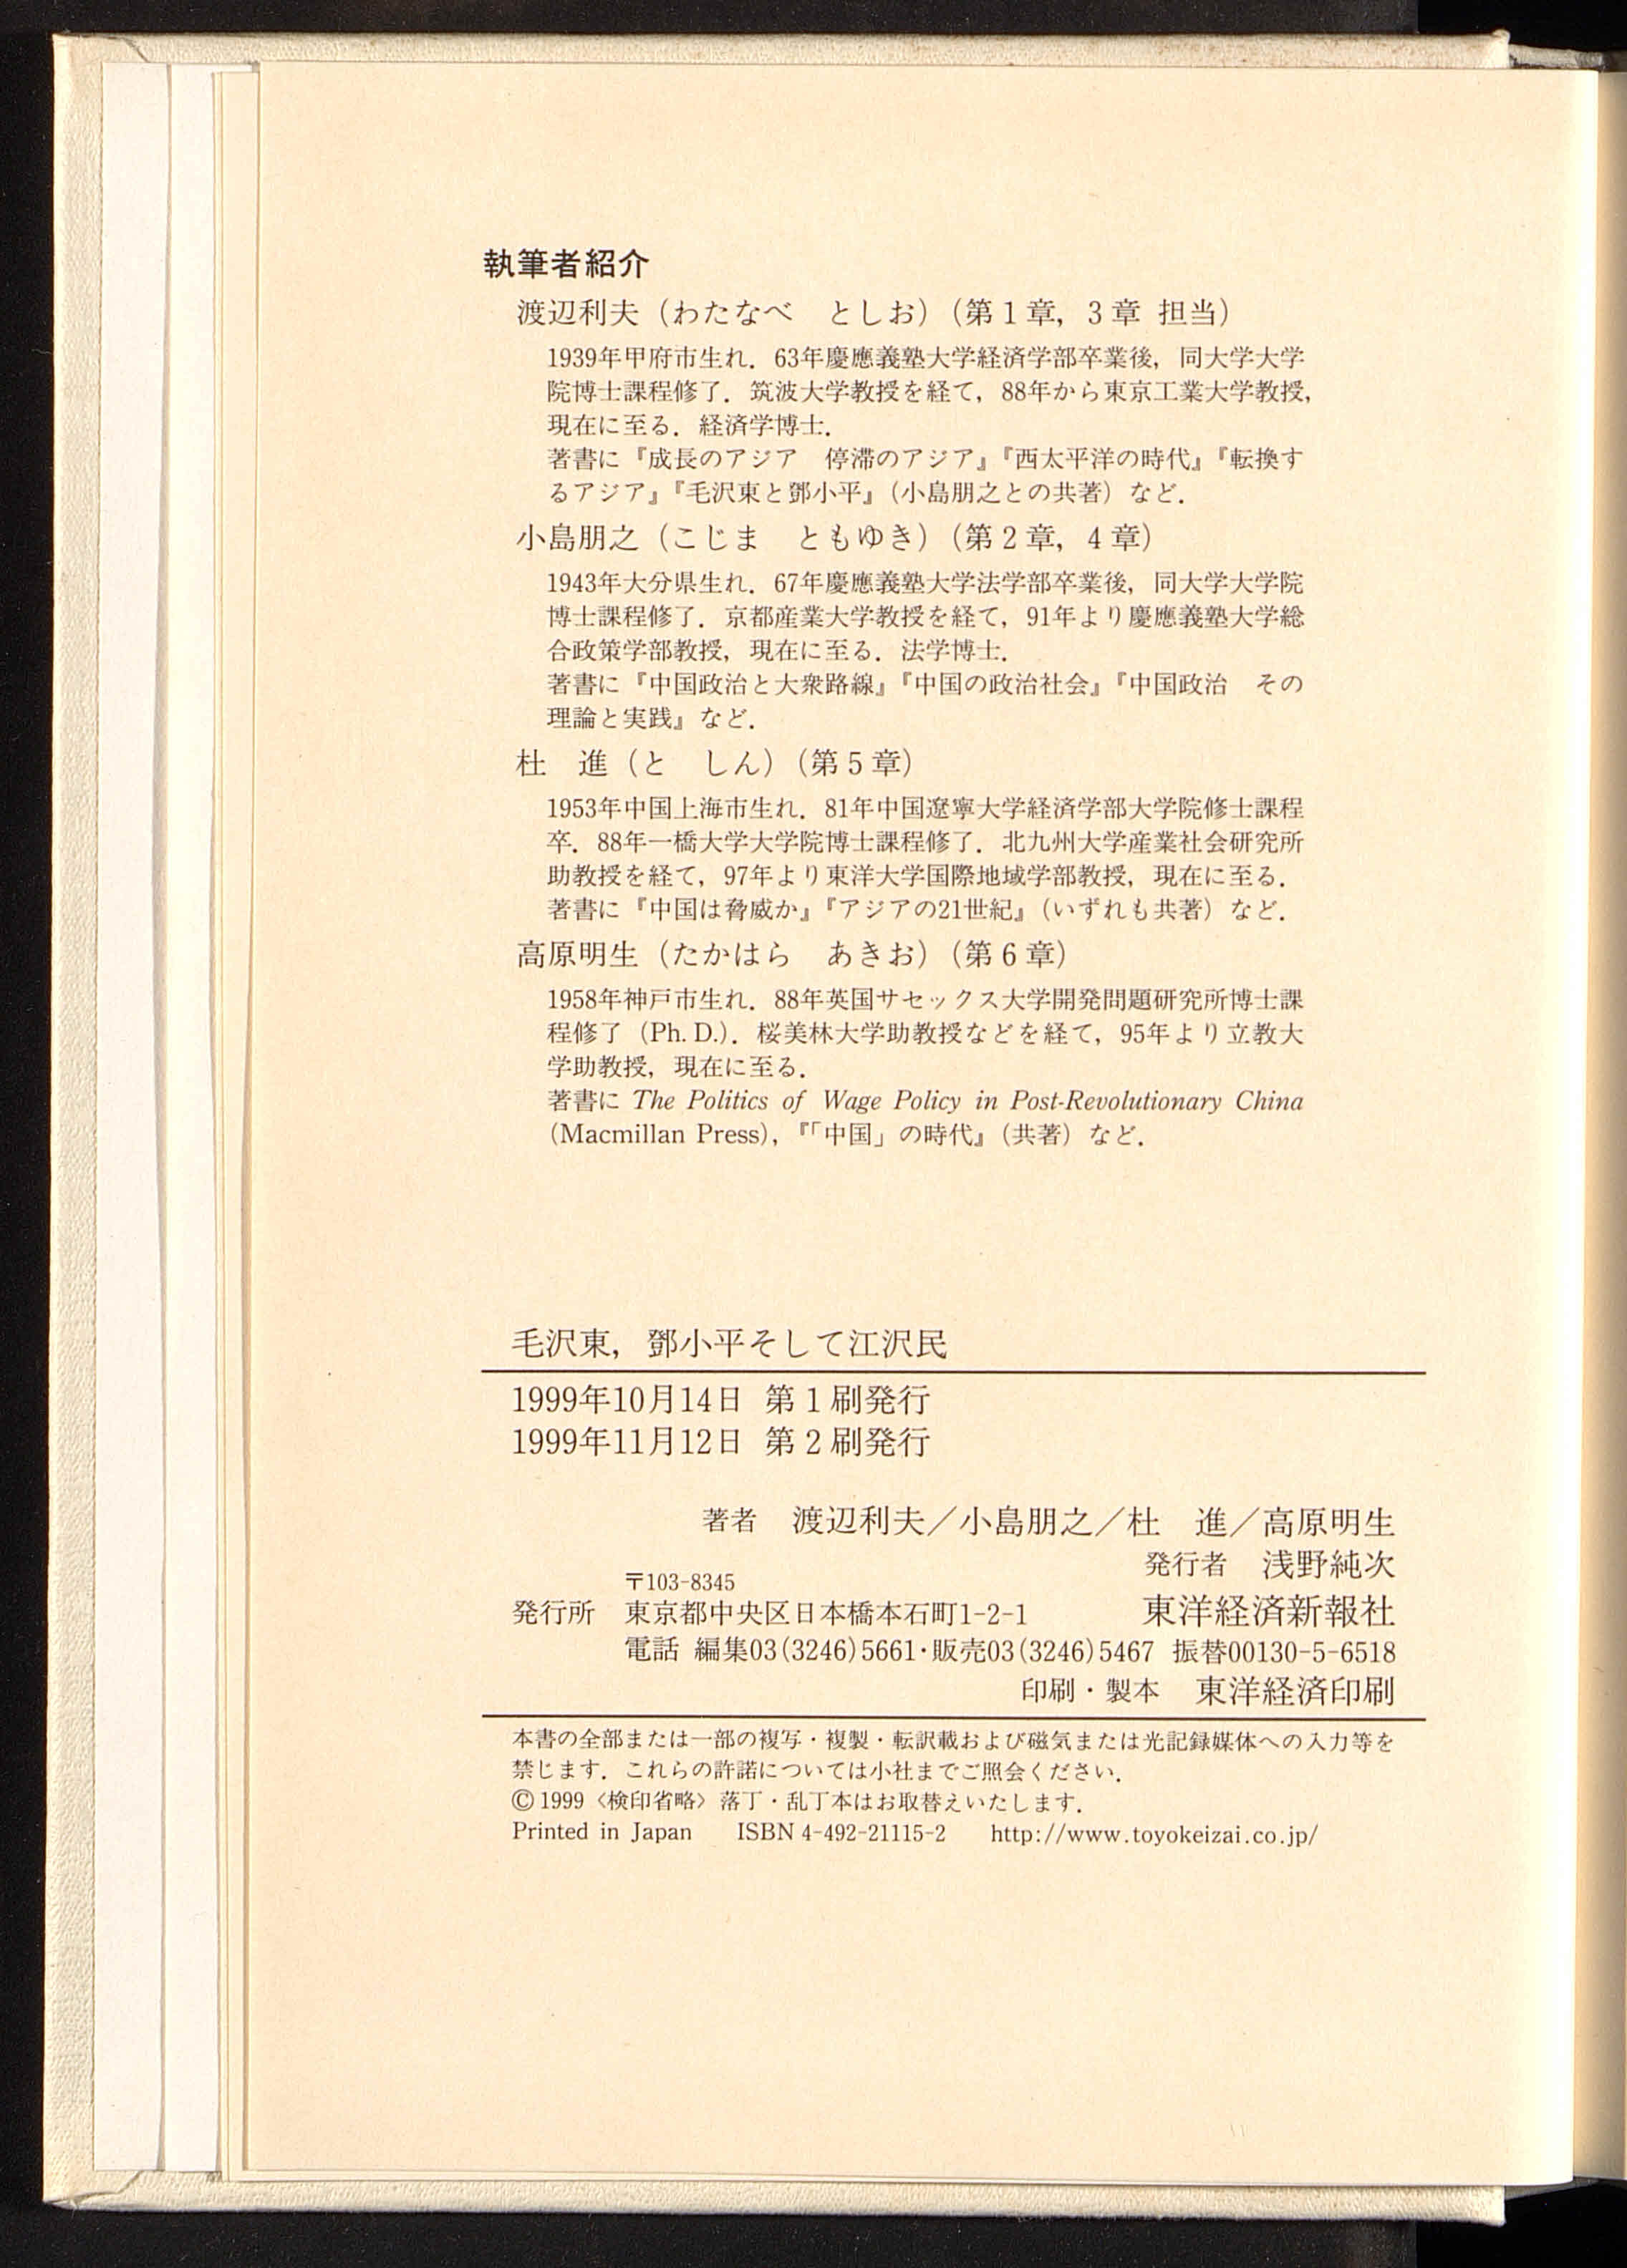 執筆者紹介
渡辺利夫（わたなべ　としお）（第1章，3章 担当）
1939年甲府市生れ．63年慶應義塾大学経済学部卒業後，同大学大学
院博士課程修了．筑波大学教授を経て，88年から東京工業大学教授，
現在に至る．経済学博士．
著書に『成長のアジア　停滞のアジア』『西太平洋の時代』『転換す
るアジア』『毛沢東と鄧小平』（小島朋之との共著）など．
小島朋之（こじま　ともゆき）（第2章，4章）
1943年大分県生れ．67年慶應義塾大学法学部卒業後，同大学大学院
博士課程修了．京都産業大学教授を経て，91年より慶應義塾大学総
合政策学部教授，現在に至る．法学博士．
著書に『中国政治と大衆路線』『中国の政治社会』『中国政治　その
理論と実践』など．
杜　進（と　しん）（第5章）
1953年中国上海市生れ．81年中国遼寧大学経済学部大学院修士課程
卒．88年一橋大学大学院博士課程修了．北九州大学産業社会研究所
助教授を経て，97年より東洋大学国際地域学部教授，現在に至る．
著書に『中国は脅威か』『アジアの21世紀』（いずれも共著）など．
高原明生（たかはら　あきお）（第6章）
1958年神戸市生れ．88年英国サセックス大学開発問題研究所博士課
程修了（Ph. D.）．桜美林大学助教授などを経て，95年より立教大
学助教授，現在に至る．
著書に The Politics of Wage Policy in Post-Revolutionary China
（Macmillan Press），『「中国」の時代』（共著）など．
毛沢東，鄧小平そして江沢民
1999年10月14日 第1刷発行
1999年11月12日 第2刷発行
著者　渡辺利夫／小島朋之／杜　進／高原明生
発行者　浅野純次
〒103-8345
発行所　東京都中央区日本橋本石町1-2-1　東洋経済新報社
電話 編集03(3246)5661・販売03(3246)5467 振替00130-5-6518
印刷・製本　東洋経済印刷
本書の全部または一部の複写・複製・転訳載および磁気または光記録媒体への入力等を
禁じます．これらの許諾については小社までご照会ください．
Ⓒ 1999〈検印省略〉落丁・乱丁本はお取替えいたします．
Printed in Japan　ISBN 4-492-21115-2　http://www.toyokeizai.co.jp/